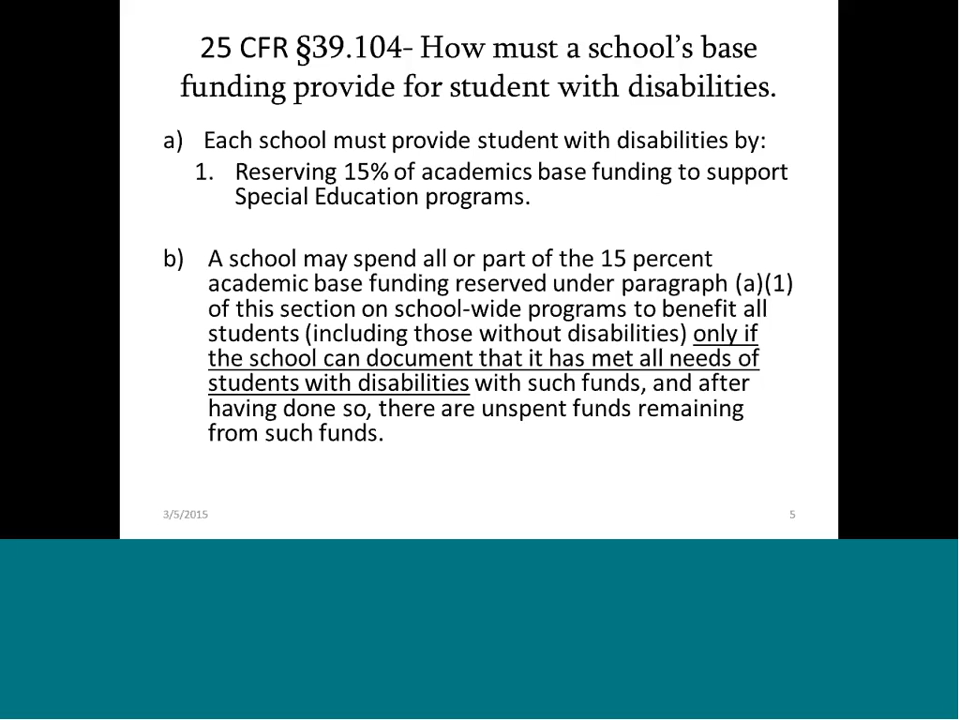 25 CFR §39.104- How must a school's base
funding provide for student with disabilities.
a) Each school must provide student with disabilities by:
1. Reserving 15% of academics base funding to support
Special Education programs.
b) A school may spend all or part of the 15 percent
academic base funding reserved under paragraph (a)(1)
of this section on school-wide programs to benefit all
students (including those without disabilities) only if
the school can document that it has met all needs of
students with disabilities with such funds, and after
having done so, there are unspent funds remaining
from such funds.
3/5/2015
5